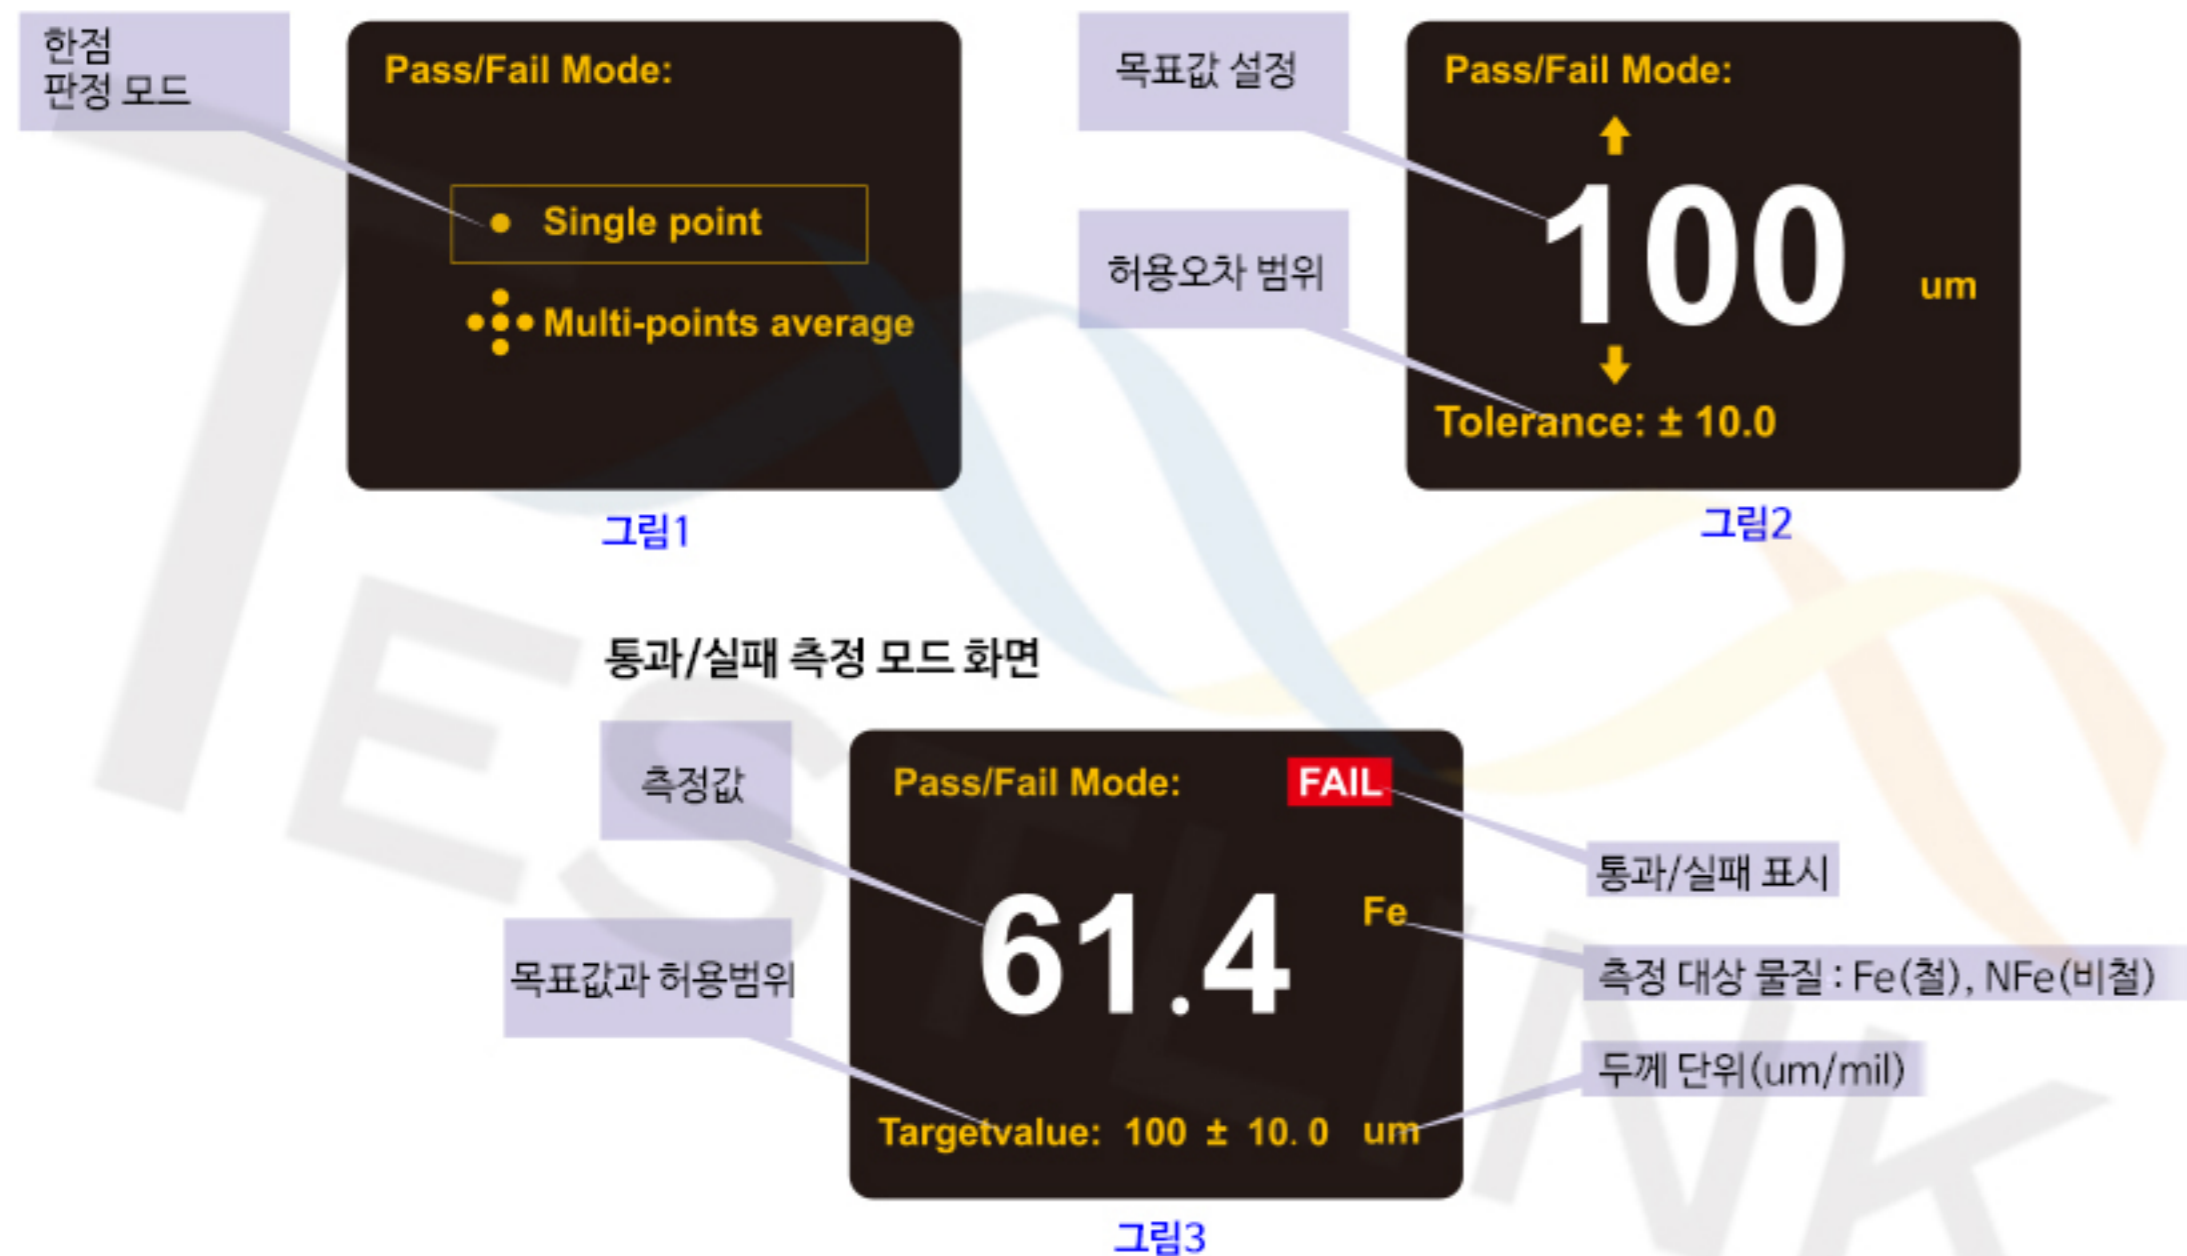 한점
판정 모드
Pass/Fail Mode:
Single point
Multi-points average
그림1
목표값 설정
허용오차 범위
Pass/Fail Mode:
100
um
Tolerance: ± 10.0
그림2
통과/실패 측정 모드 화면
측정값
목표값과 허용범위
Pass/Fail Mode:
FAIL
61.4
Fe
Targetvalue: 100 ± 10.0 um
통과/실패 표시
측정 대상 물질 : Fe(철), NFe(비철)
두께 단위(um/mil)
그림3
TESTLINK